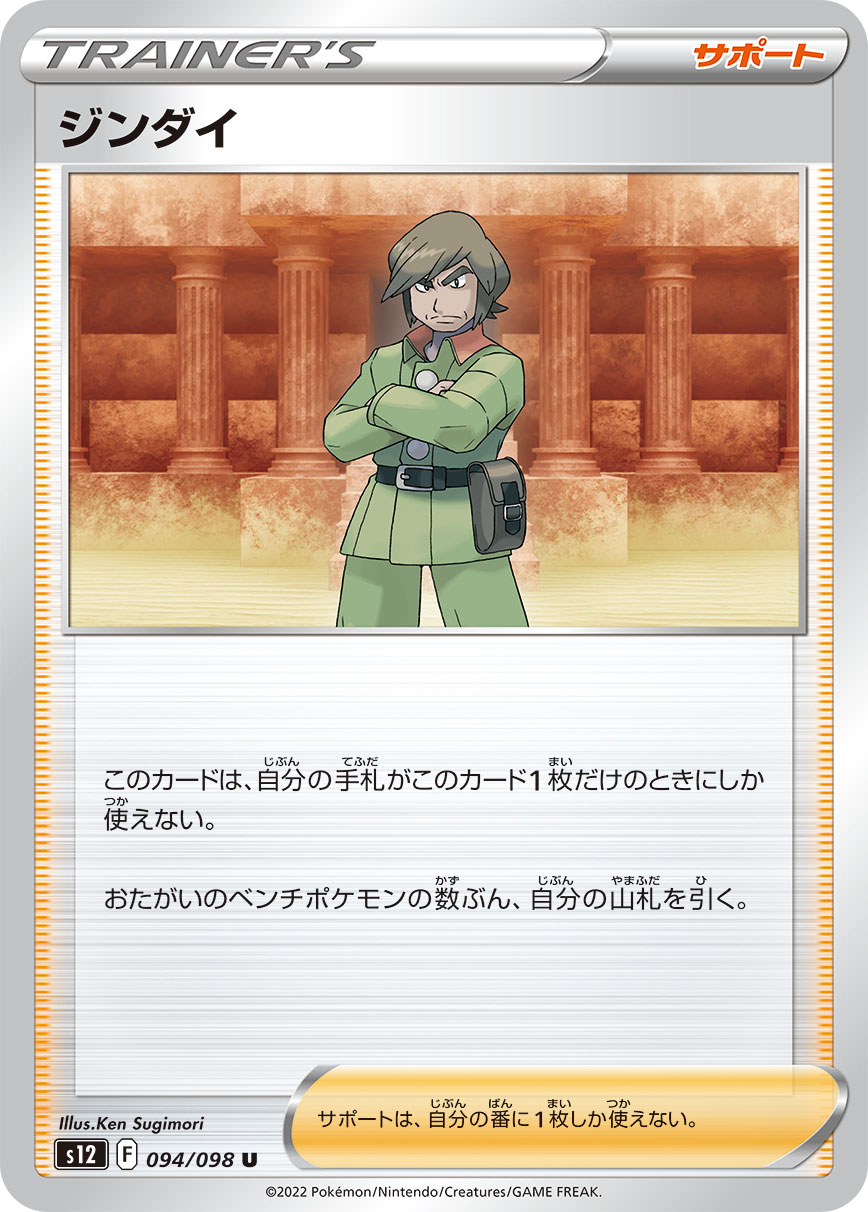 TRAINER'S サポート
ジンダイ
このカードは、自分の手札がこのカード1枚だけのときにしか
使えない。
おたがいのベンチポケモンの数ぶん、自分の山札を引く。
サポートは、自分の番に1枚しか使えない。
Illus.Ken Sugimori
s12 F 094/098 U
©2022 Pokémon/Nintendo/Creatures/GAME FREAK.